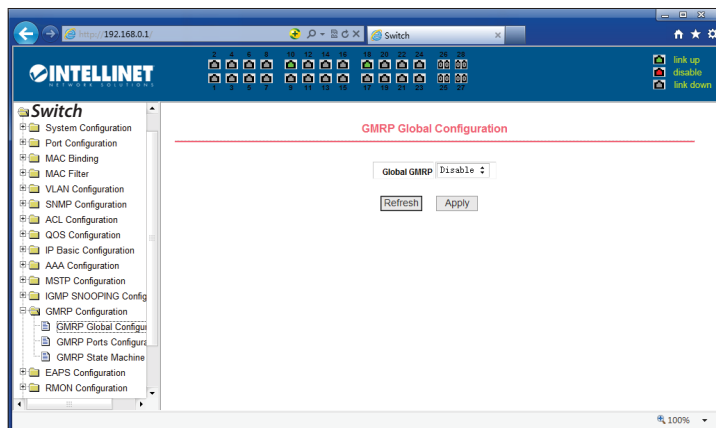 http://192.168.0.1/
Switch
2 4 6 8 10 12 14 16 18 20 22 24 26 28
1 3 5 7 9 11 13 15 17 19 21 23 25 27
INTELLINET
NETWORK SOLUTIONS
link up
disable
link down
Switch
System Configuration
Port Configuration
MAC Binding
MAC Filter
VLAN Configuration
SNMP Configuration
ACL Configuration
QOS Configuration
IP Basic Configuration
AAA Configuration
MSTP Configuration
IGMP SNOOPING Config
GMRP Configuration
GMRP Global Configu
GMRP Ports Configura
GMRP State Machine
EAPS Configuration
RMON Configuration
GMRP Global Configuration
Global GMRP Disable
Refresh Apply
100%